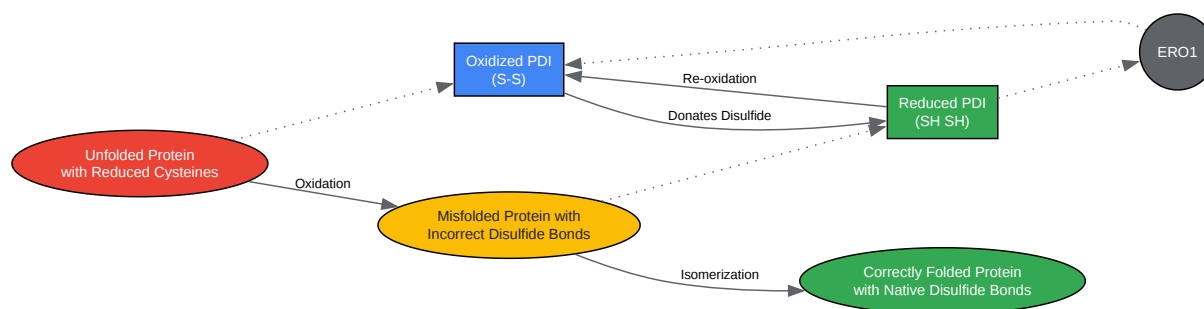 Oxidized PDI
(S-S)
ERO1
Re-oxidation
Reduced PDI
(SH SH)
Donates Disulfide
Unfolded Protein
with Reduced Cysteines
Oxidation
Misfolded Protein with
Incorrect Disulfide Bonds
Isomerization
Correctly Folded Protein
with Native Disulfide Bonds